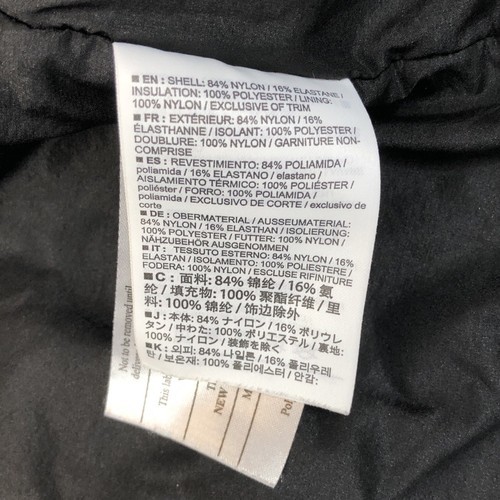 ■ EN : SHELL: 84% NYLON / 16% ELASTANE /
INSULATION: 100% POLYESTER / LINING:
100% NYLON / EXCLUSIVE OF TRIM
■ FR : EXTÉRIEUR: 84% NYLON / 16%
ÉLASTHANNE / ISOLANT: 100% POLYESTER /
DOUBLURE: 100% NYLON / GARNITURE NON-
COMPRISE
■ ES : REVESTIMIENTO: 84% POLIAMIDA /
poliamida / 16% ELASTANO / elastano /
AISLAMIENTO TÉRMICO: 100% POLIÉSTER /
poliéster / FORRO: 100% POLIAMIDA /
poliamida / EXCLUSIVO DE CORTE / exclusivo de
corte
■ DE : OBERMATERIAL / AUSSEUMATERIAL:
84% NYLON / 16% ELASTHAN / ISOLIERUNG:
100% POLYESTER / FUTTER: 100% NYLON /
NÄHZUBEHÖR AUSGENOMMEN
■ IT : TESSUTO ESTERNO: 84% NYLON / 16%
ELASTAN / ISOLAMENTO: 100% POLIESTERE /
FODERA: 100% NYLON / ESCLUSE RIFINITURE
■ C : 面料: 84% 锦纶 / 16% 氨
纶 / 填充物: 100% 聚酯纤维 / 里
料: 100% 锦纶 / 饰边除外
■ J : 本体: 84% ナイロン / 16% ポリウレ
タン / 中わた: 100% ポリエステル / 裏地:
100% ナイロン / 装飾を除く
■ K : 외피: 84% 나일론 / 16% 폴리우레
탄 / 보온재: 100% 폴리에스터 / 안감:
Not to be removed until
This lab
NEW